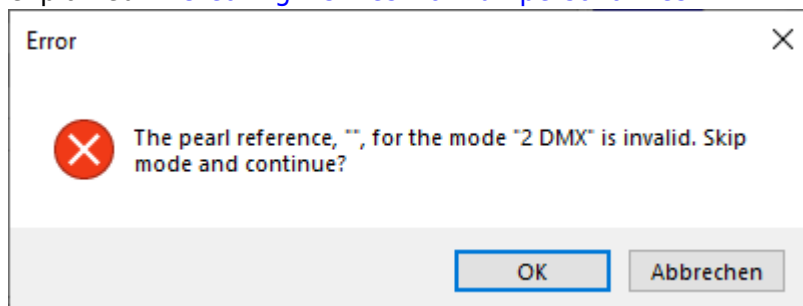 Error
The pearl reference, "", for the mode "2 DMX" is invalid. Skip
mode and continue?
OK
Abbrechen